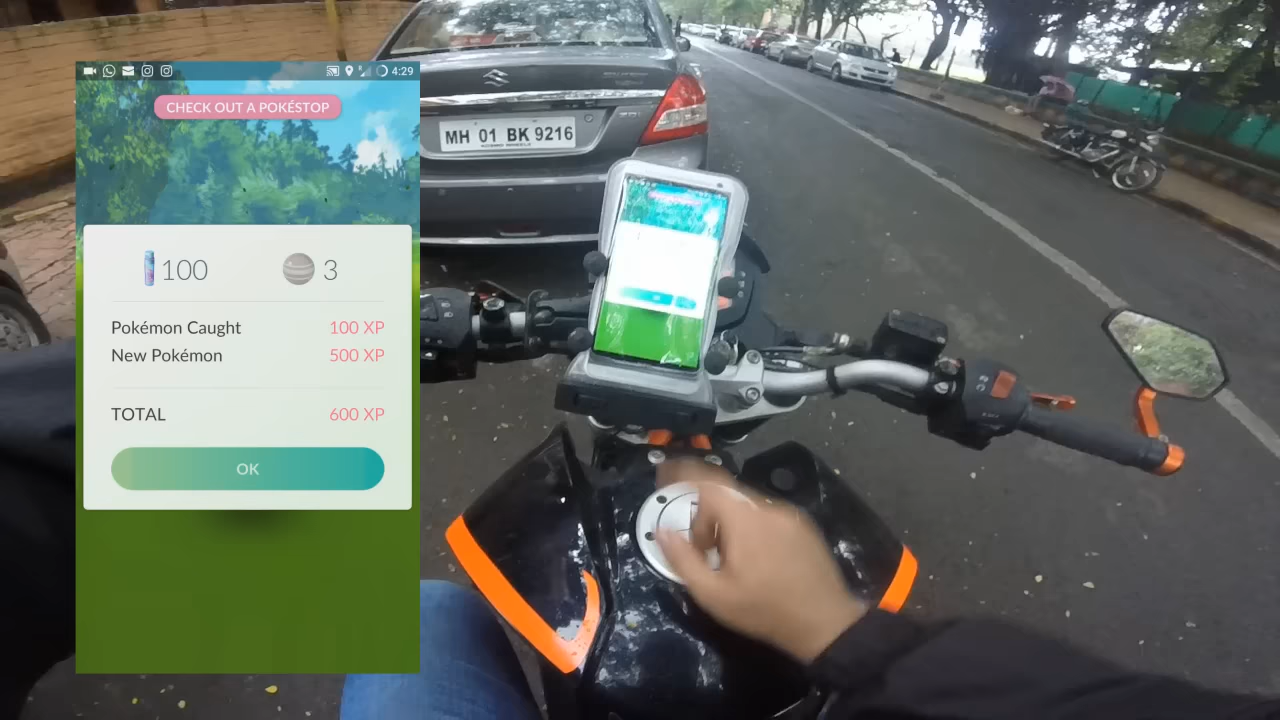 4:29
CHECK OUT A POKÉSTOP
100
3
Pokémon Caught 100 XP
New Pokémon 500 XP
TOTAL 600 XP
OK
MH 01 BK 9216